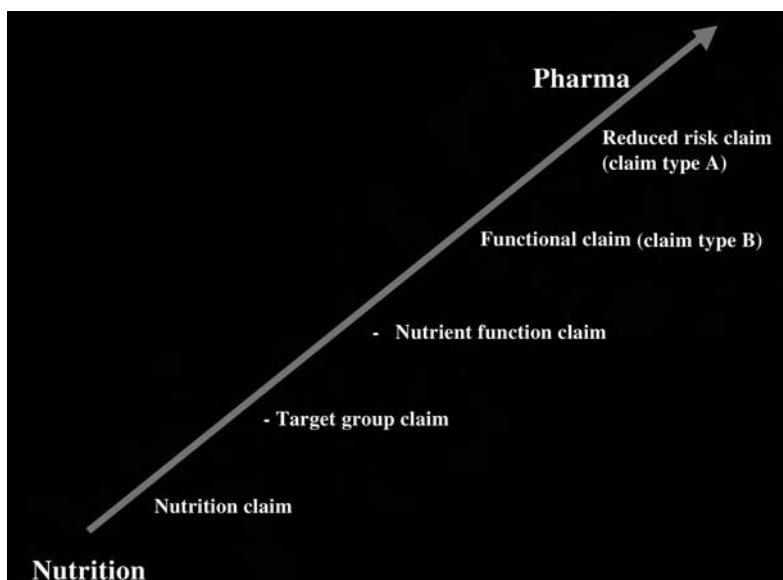 Pharma
Reduced risk claim
(claim type A)
Functional claim (claim type B)
- Nutrient function claim
- Target group claim
Nutrition claim
Nutrition